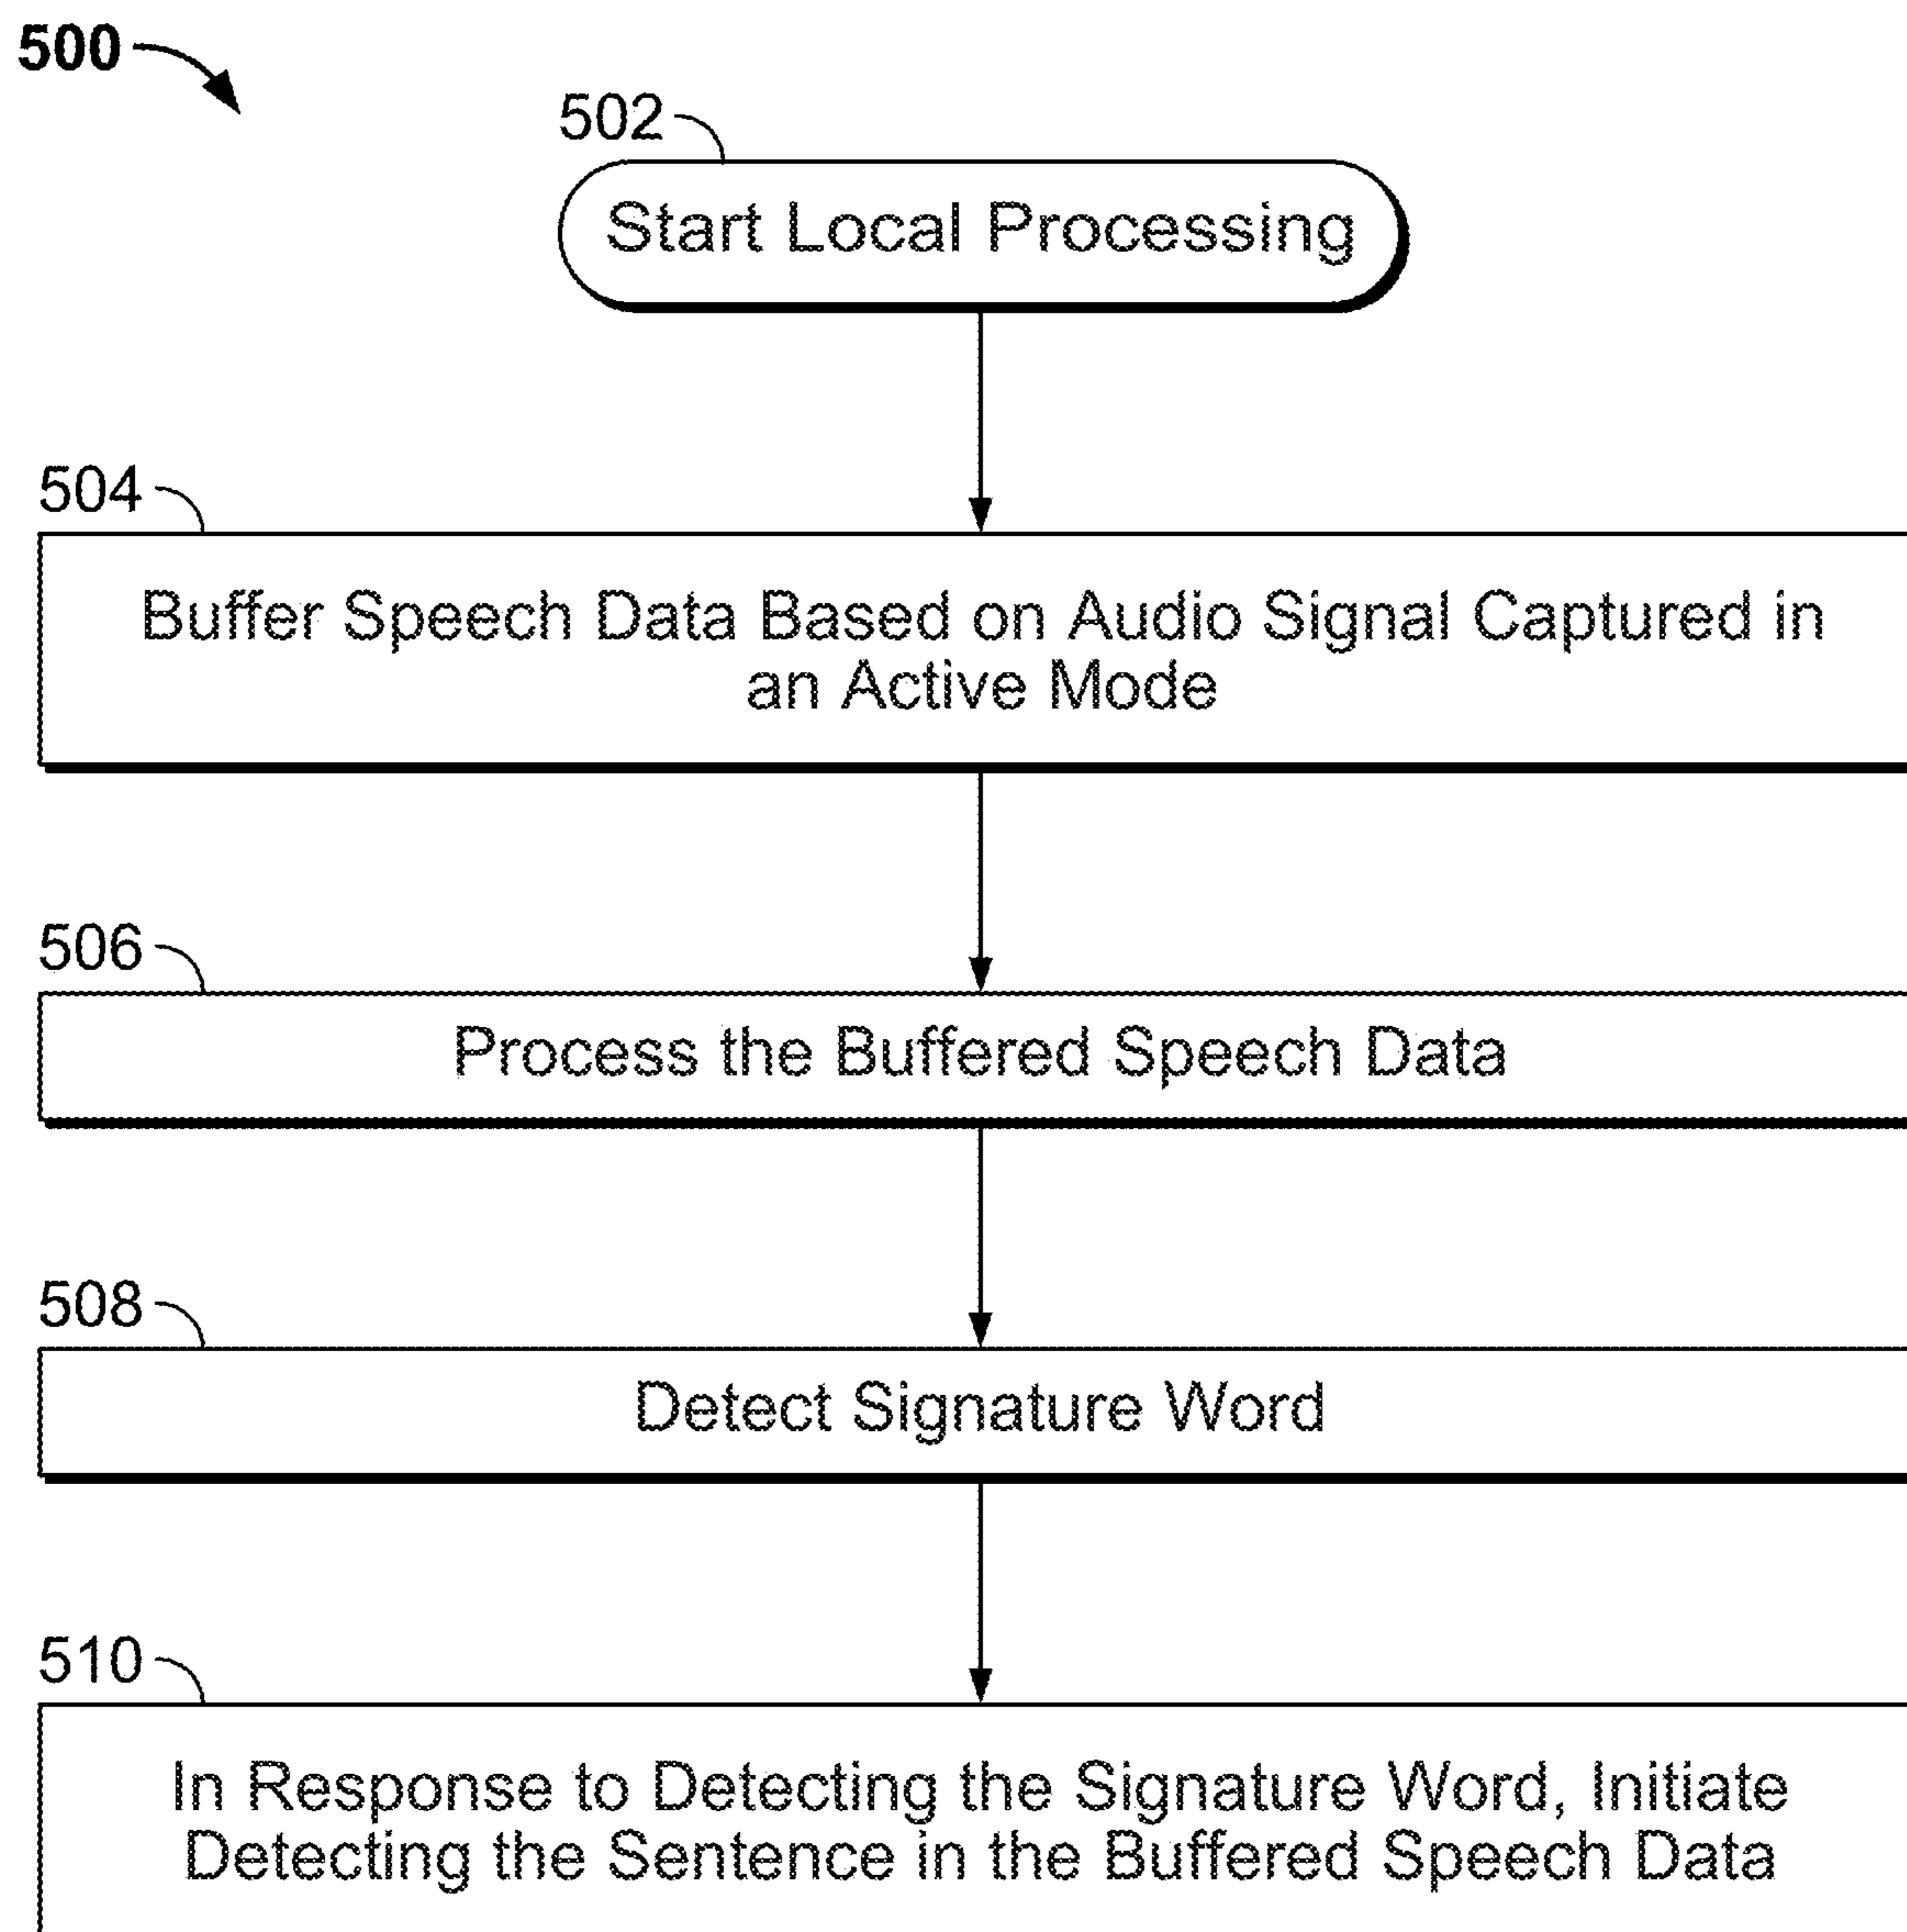 500
502
Start Local Processing
504
Buffer Speech Data Based on Audio Signal Captured in
an Active Mode
506
Process the Buffered Speech Data
508
Detect Signature Word
510
In Response to Detecting the Signature Word, Initiate
Detecting the Sentence in the Buffered Speech Data